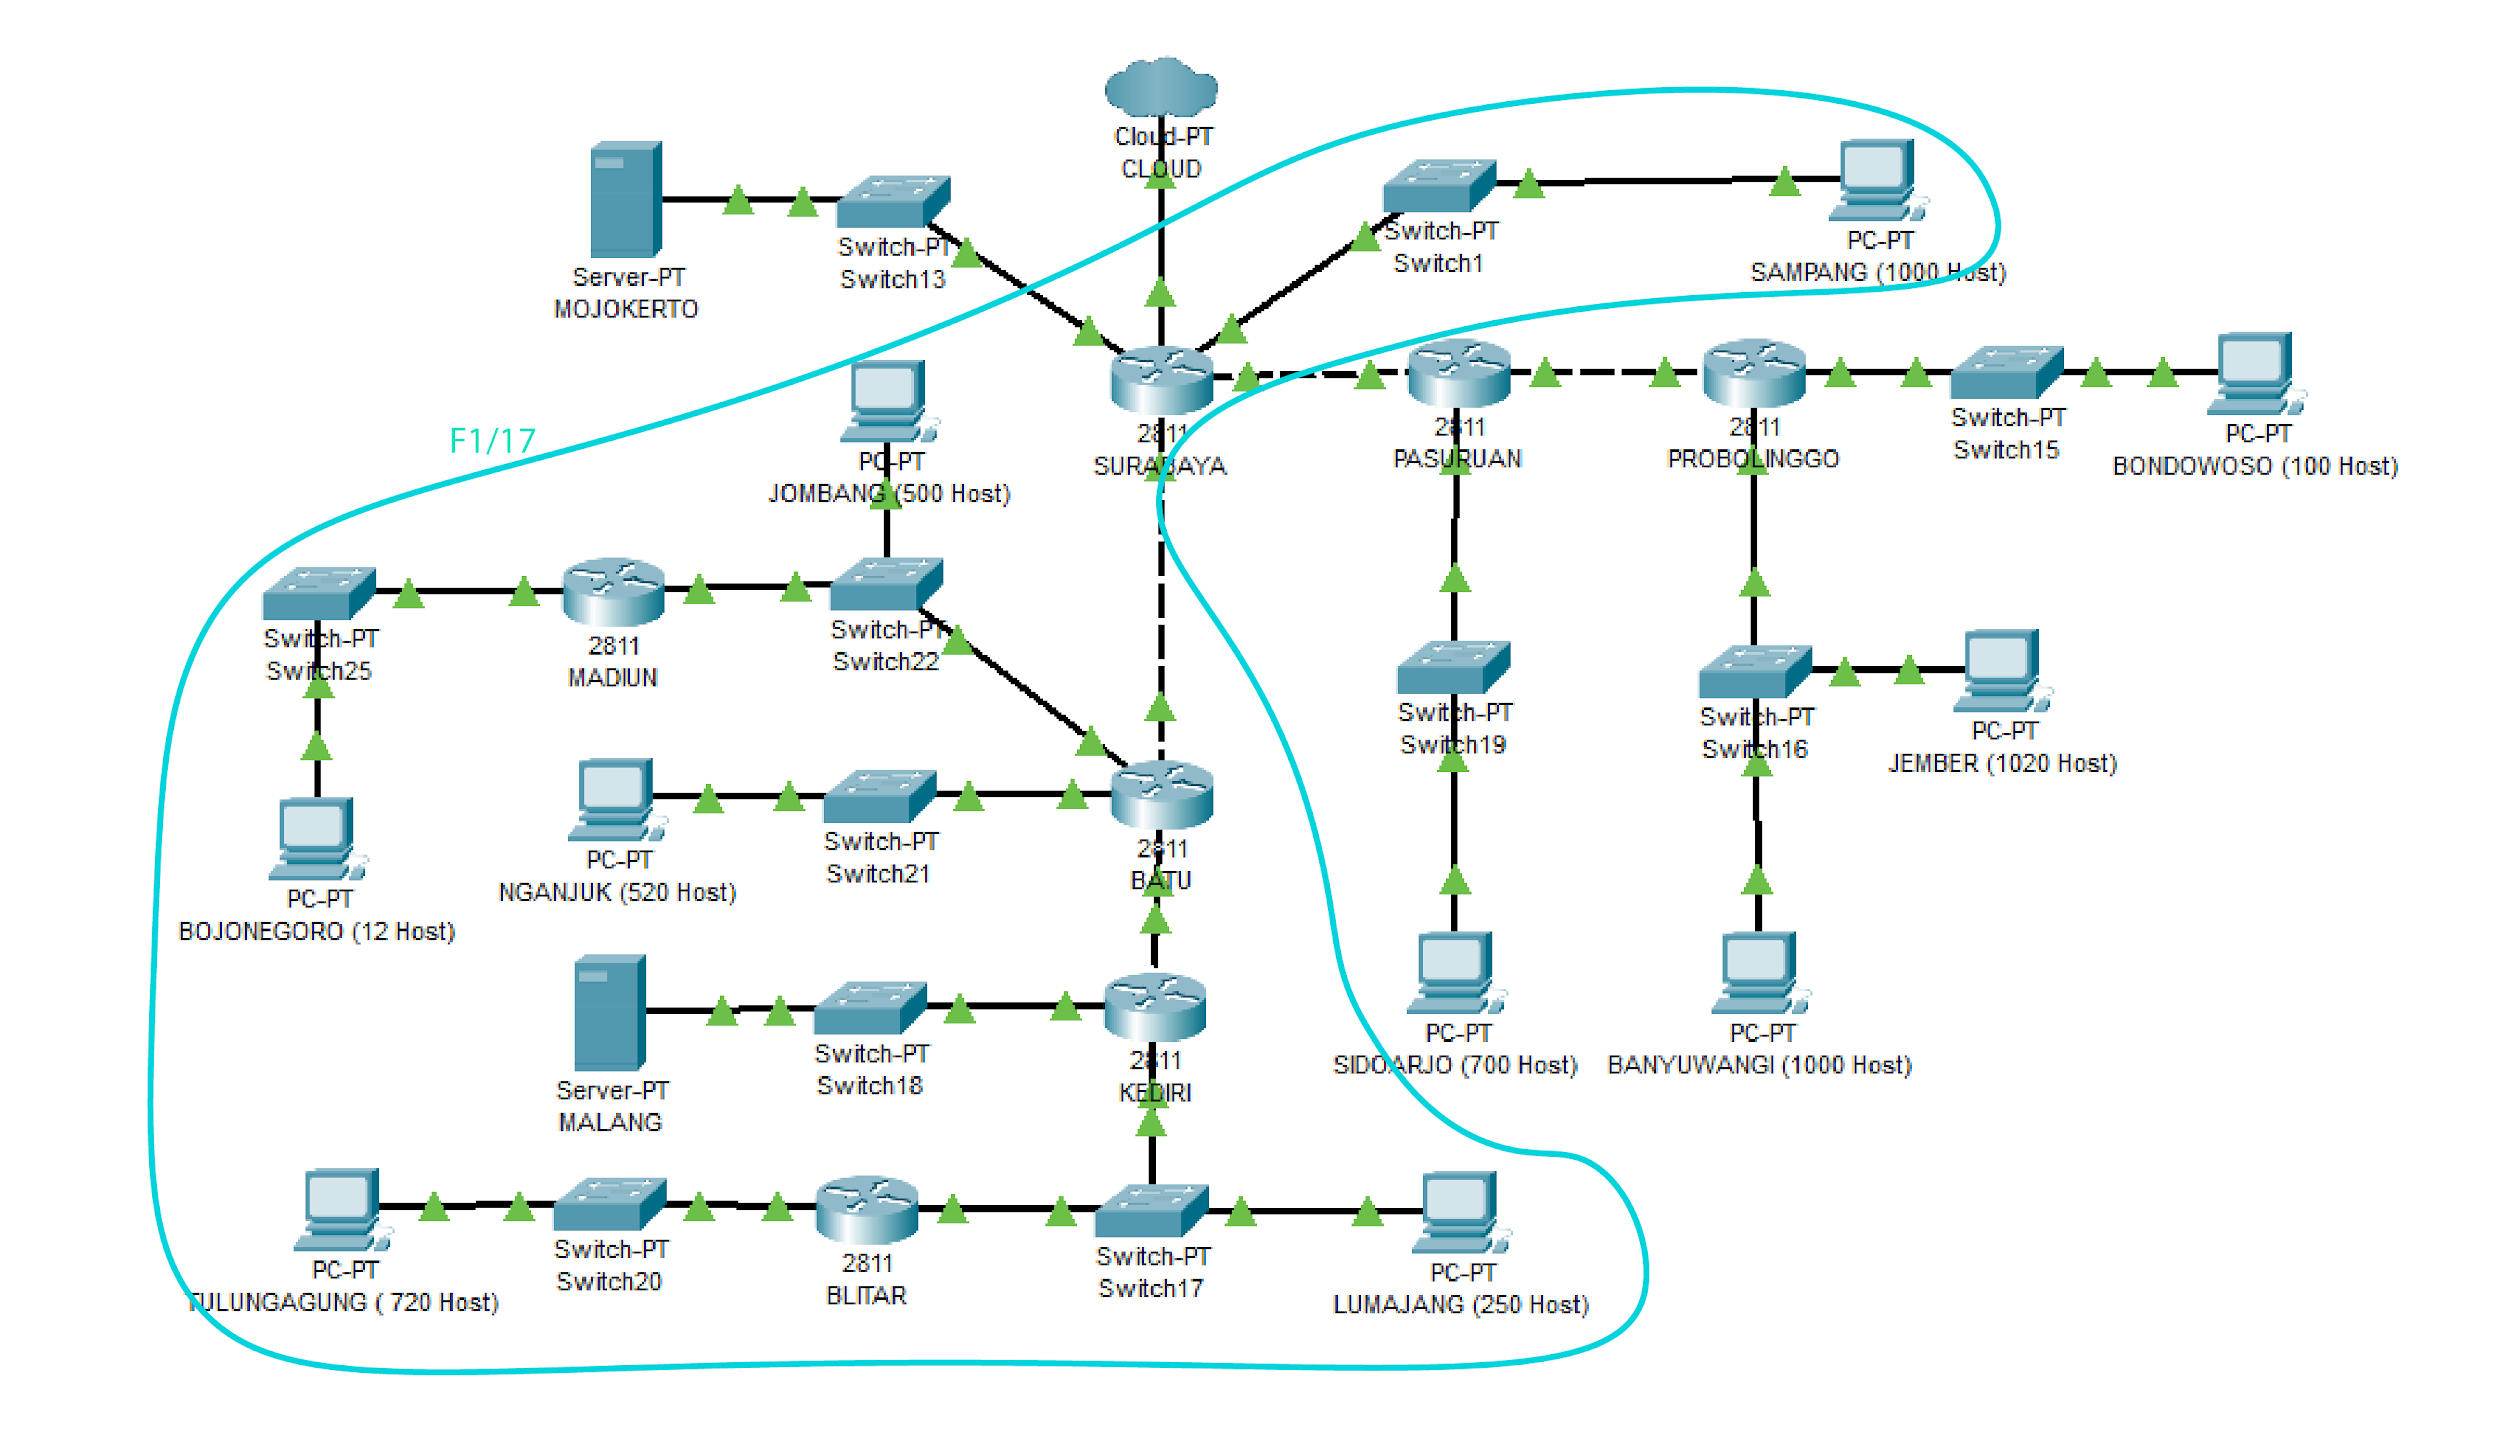 Cloud-PT
CLOUD
Server-PT
MOJOKERTO
Switch-PT
Switch13
Switch-PT
Switch1
PC-PT
SAMPANG (1000 Host)
F1/17
PC-PT
JOMBANG (500 Host)
2811
SURABAYA
2811
PASURUAN
2811
PROBOLINGGO
Switch-PT
Switch15
PC-PT
BONDOWOSO (100 Host)
Switch-PT
Switch25
2811
MADIUN
Switch-PT
Switch22
Switch-PT
Switch19
Switch-PT
Switch16
PC-PT
JEMBER (1020 Host)
PC-PT
BOJONEGORO (12 Host)
PC-PT
NGANJUK (520 Host)
Switch-PT
Switch21
2811
BATU
Server-PT
MALANG
Switch-PT
Switch18
2811
KEDIRI
PC-PT
SIDOARJO (700 Host)
PC-PT
BANYUWANGI (1000 Host)
PC-PT
TULUNGAGUNG ( 720 Host)
Switch-PT
Switch20
2811
BLITAR
Switch-PT
Switch17
PC-PT
LUMAJANG (250 Host)